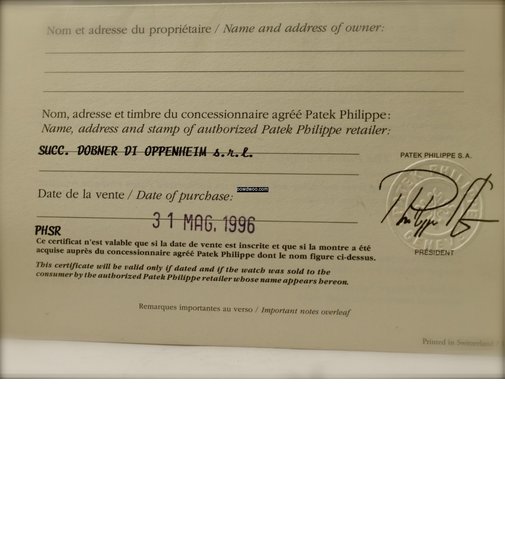 Nom et adresse du propriétaire / Name and address of owner:
Nom, adresse et timbre du concessionnaire agréé Patek Philippe:
Name, address and stamp of authorized Patek Philippe retailer:
SUCC. DOBNER DI OPPENHEIM s.r.l.
PATEK PHILIPPE S.A.
Date de la vente / Date of purchase:
powdwoo.com
31 MAG. 1996
PHSR
PRÉSIDENT
Ce certificat n'est valable que si la date de vente est inscrite et que si la montre a été
acquise auprès du concessionnaire agréé Patek Philippe dont le nom figure ci-dessus.
This certificate will be valid only if dated and if the watch was sold to the
consumer by the authorized Patek Philippe retailer whose name appears hereon.
Remarques importantes au verso / Important notes overleaf
Printed in Switzerland /